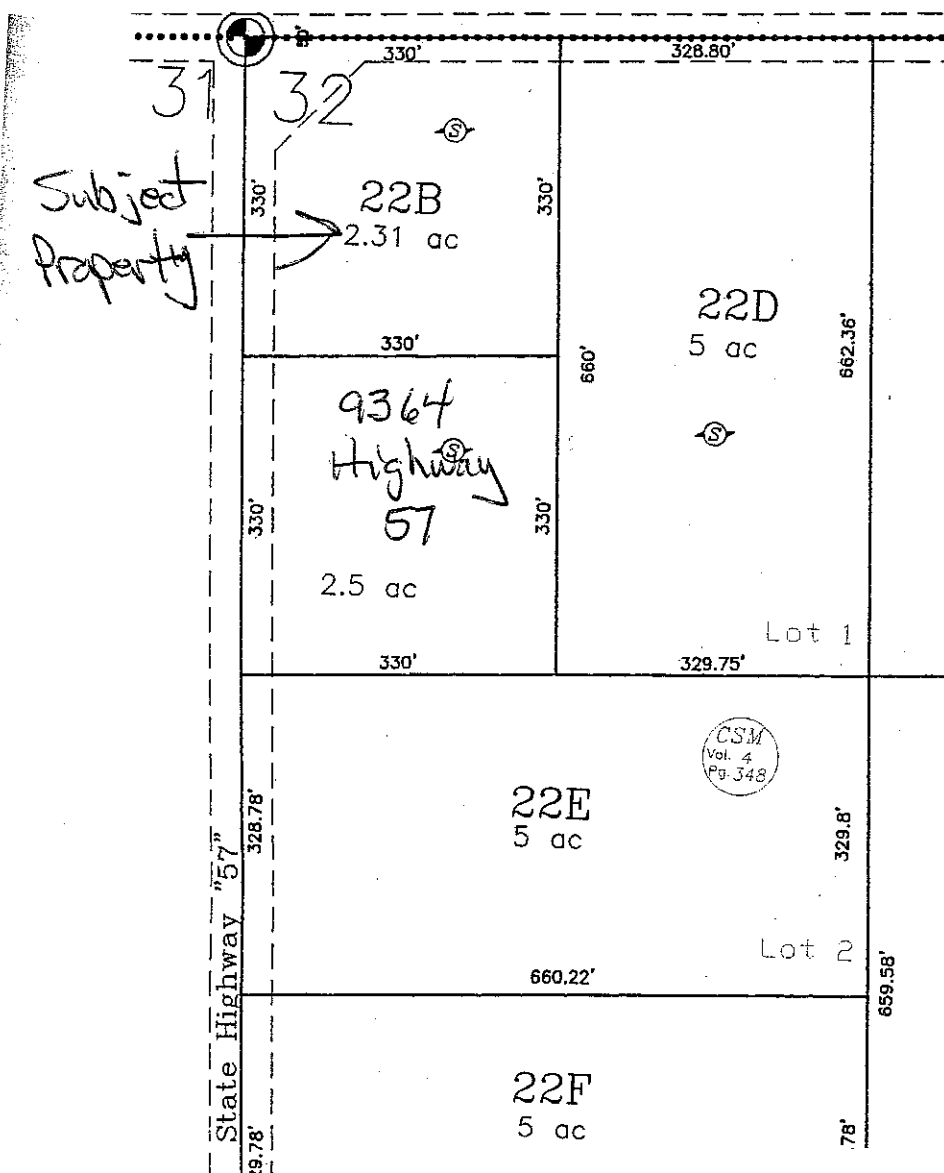 50'
330'
328.80'
31
32
S
Subject
Property
330'
22B
2.31 ac
330'
22D
5 ac
662.36'
330'
660'
9364
Highway
57
S
S
330'
330'
2.5 ac
Lot 1
330'
329.75'
CSM
Vol. 4
Pg. 348
22E
5 ac
328.78'
329.8'
State Highway "57"
Lot 2
660.22'
659.58'
22F
5 ac
29.78'
.78'